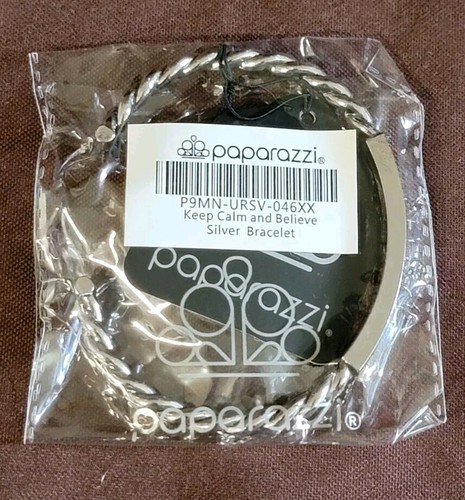 paparazzi®
P9MN-URSV-046XX
Keep Calm and Believe
Silver Bracelet
paparazzi®
paparazzi®